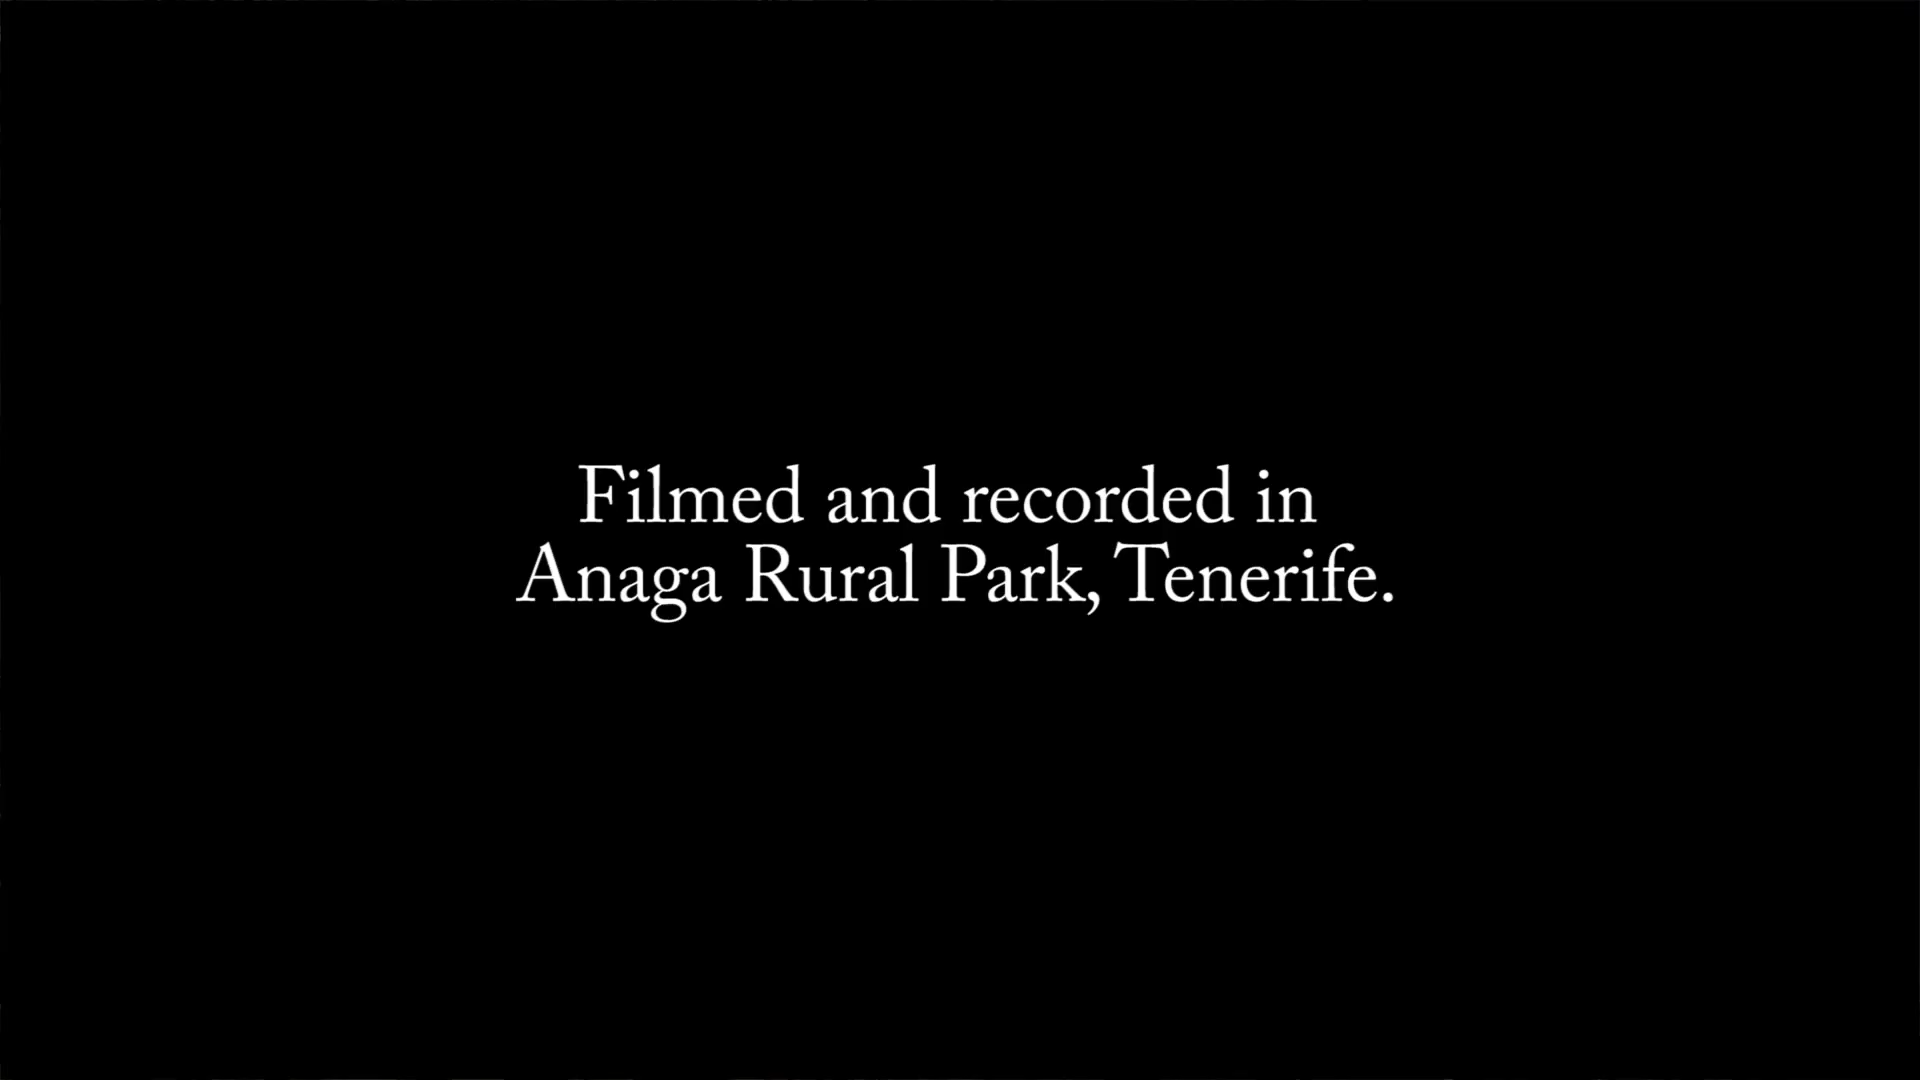 Filmed and recorded in
Anaga Rural Park, Tenerife.